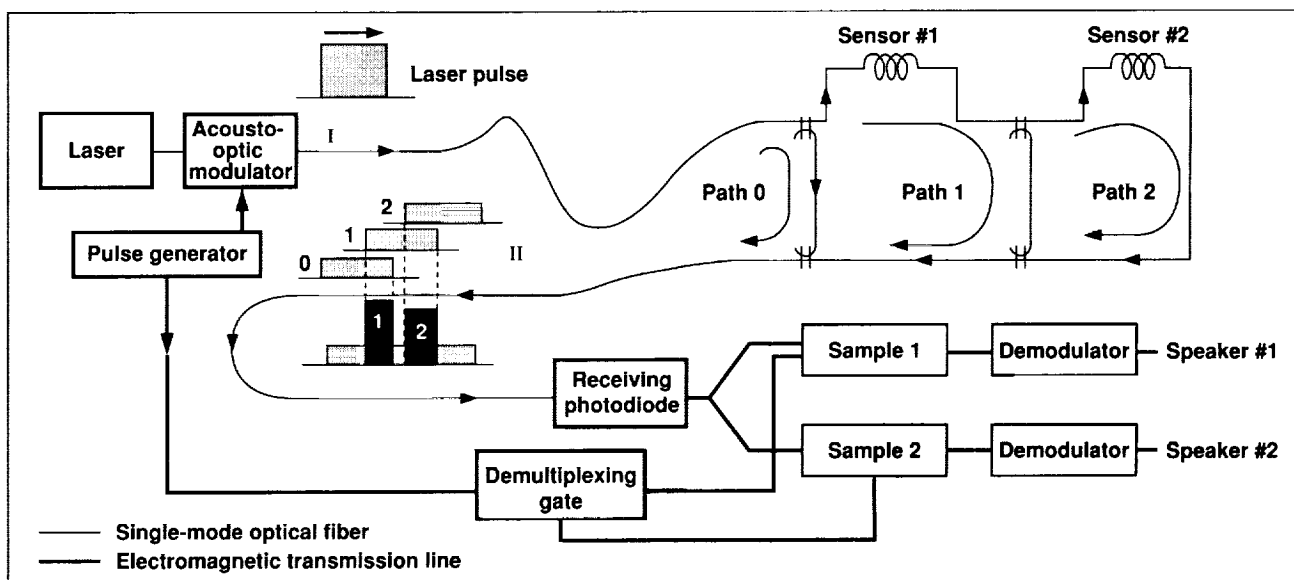 Sensor #1
Sensor #2
Laser pulse
Laser
Acousto-
optic
modulator
I
Path 0
Path 1
Path 2
2
1
0
II
Pulse generator
1
2
Receiving
photodiode
Sample 1
Demodulator
Speaker #1
Sample 2
Demodulator
Speaker #2
Demultiplexing
gate
Single-mode optical fiber
Electromagnetic transmission line